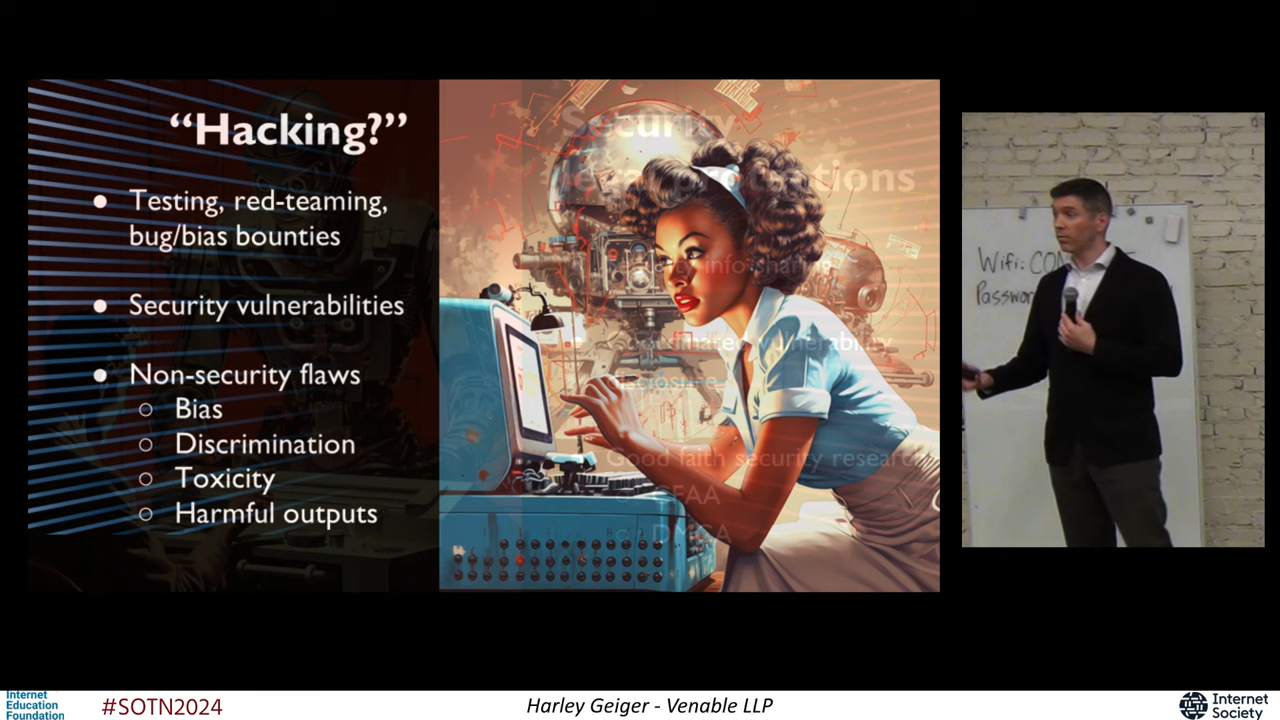 “Hacking?”
● Testing, red-teaming,
bug/bias bounties
● Security vulnerabilities
● Non-security flaws
○ Bias
○ Discrimination
○ Toxicity
○ Harmful outputs
Security
Good faith security research
Wifi:
Internet
Education
Foundation
#SOTN2024
Harley Geiger - Venable LLP
Internet
Society